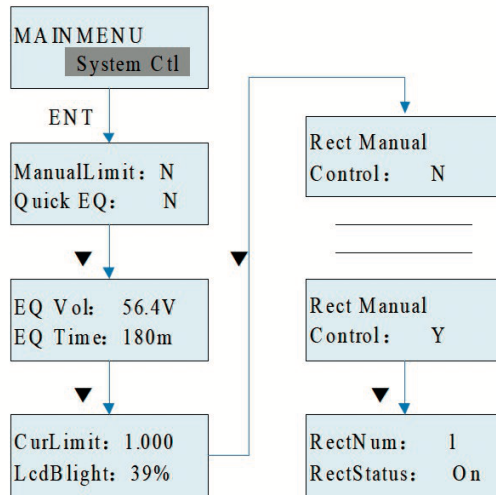 MAINMENU
System Ctl
ENT
ManualLimit: N
Quick EQ: N
▼
EQ Vol: 56.4V
EQ Time: 180m
▼
CurLimit: 1.000
LcdBlight: 39%
▼
Rect Manual
Control: N
Rect Manual
Control: Y
▼
RectNum: 1
RectStatus: On